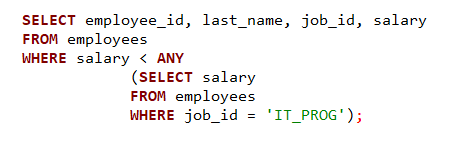 SELECT employee_id, last_name, job_id, salary
FROM employees
WHERE salary < ANY
(SELECT salary
FROM employees
WHERE job_id = 'IT_PROG');